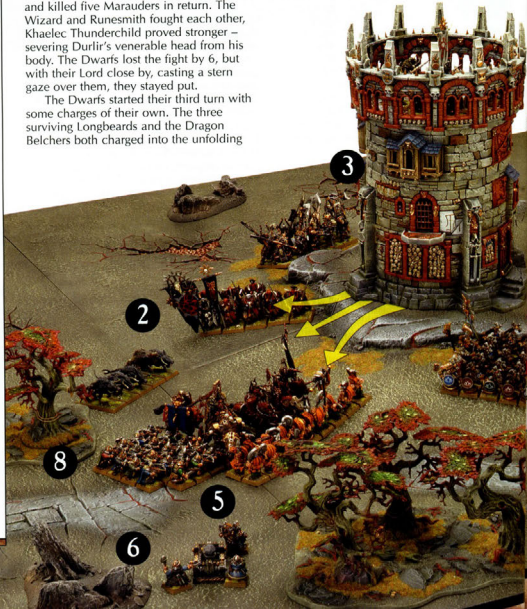 and killed five Marauders in return. The
Wizard and Runesmith fought each other,
Khaelec Thunderchild proved stronger –
severing Durlir's venerable head from his
body. The Dwarfs lost the fight by 6, but
with their Lord close by, casting a stern
gaze over them, they stayed put.
The Dwarfs started their third turn with
some charges of their own. The three
surviving Longbeards and the Dragon
Belchers both charged into the unfolding
3
2
8
5
6